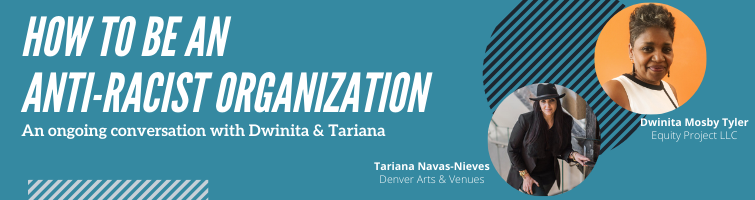 HOW TO BE AN
ANTI-RACIST ORGANIZATION
An ongoing conversation with Dwinita & Tariana
Dwinita Mosby Tyler
Equity Project LLC
Tariana Navas-Nieves
Denver Arts & Venues